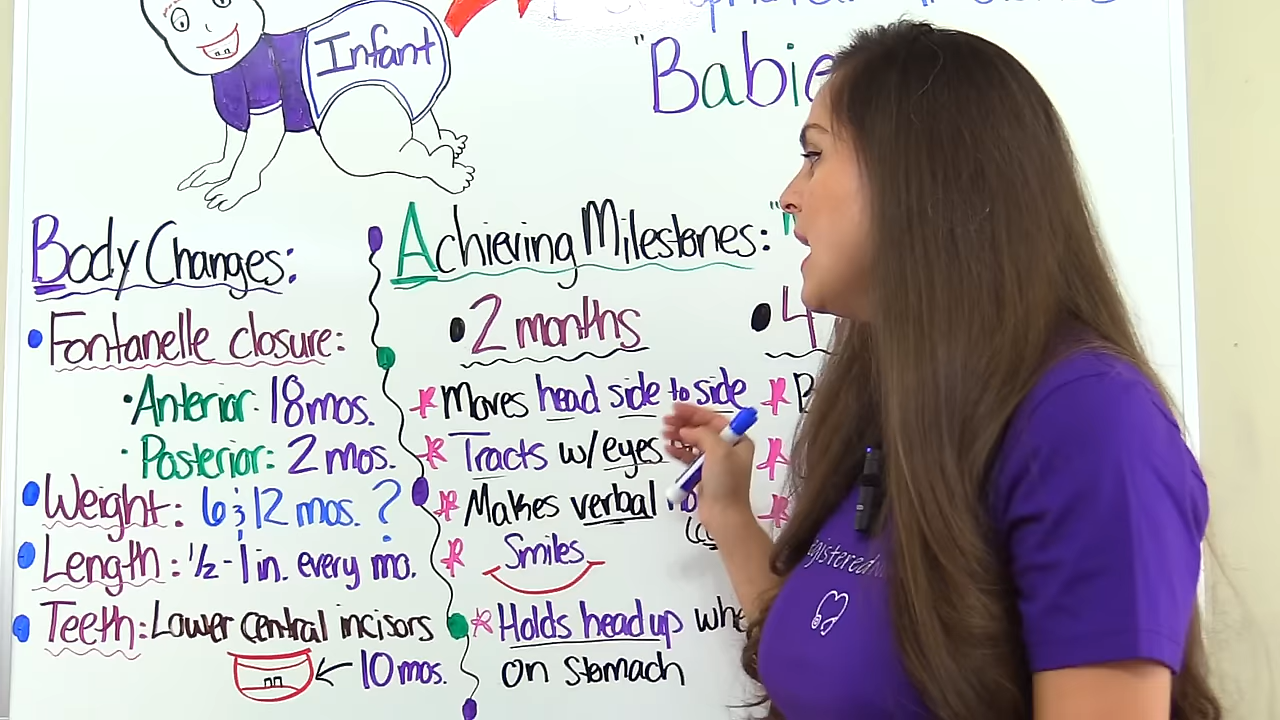 Infant
"Babie
Body Changes:
• Fontanelle closure:
• Anterior: 18 mos.
• Posterior: 2 mos.
• Weight: 6 & 12 mos. ?
• Length: ½ - 1 in. every mo.
• Teeth: Lower central incisors
← 10 mos.
Achieving Milestones:
• 2 months
* Moves head side to side
* Tracts w/ eyes
* Makes verbal
* Smiles
* Holds head up whe
on stomach
• 4
* B